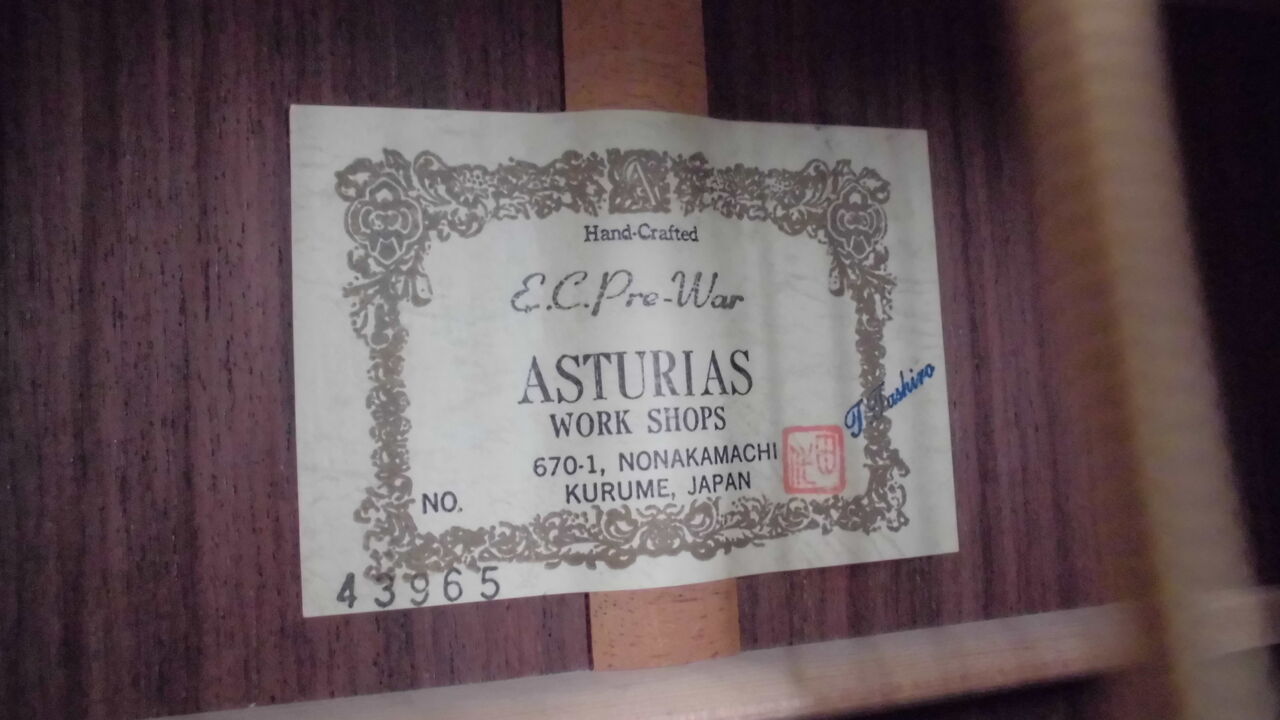 A
Hand-Crafted
E.C.Pre-War
ASTURIAS
WORK SHOPS
670-1, NONAKAMACHI
KURUME, JAPAN
T. Tashiro
NO.
43965